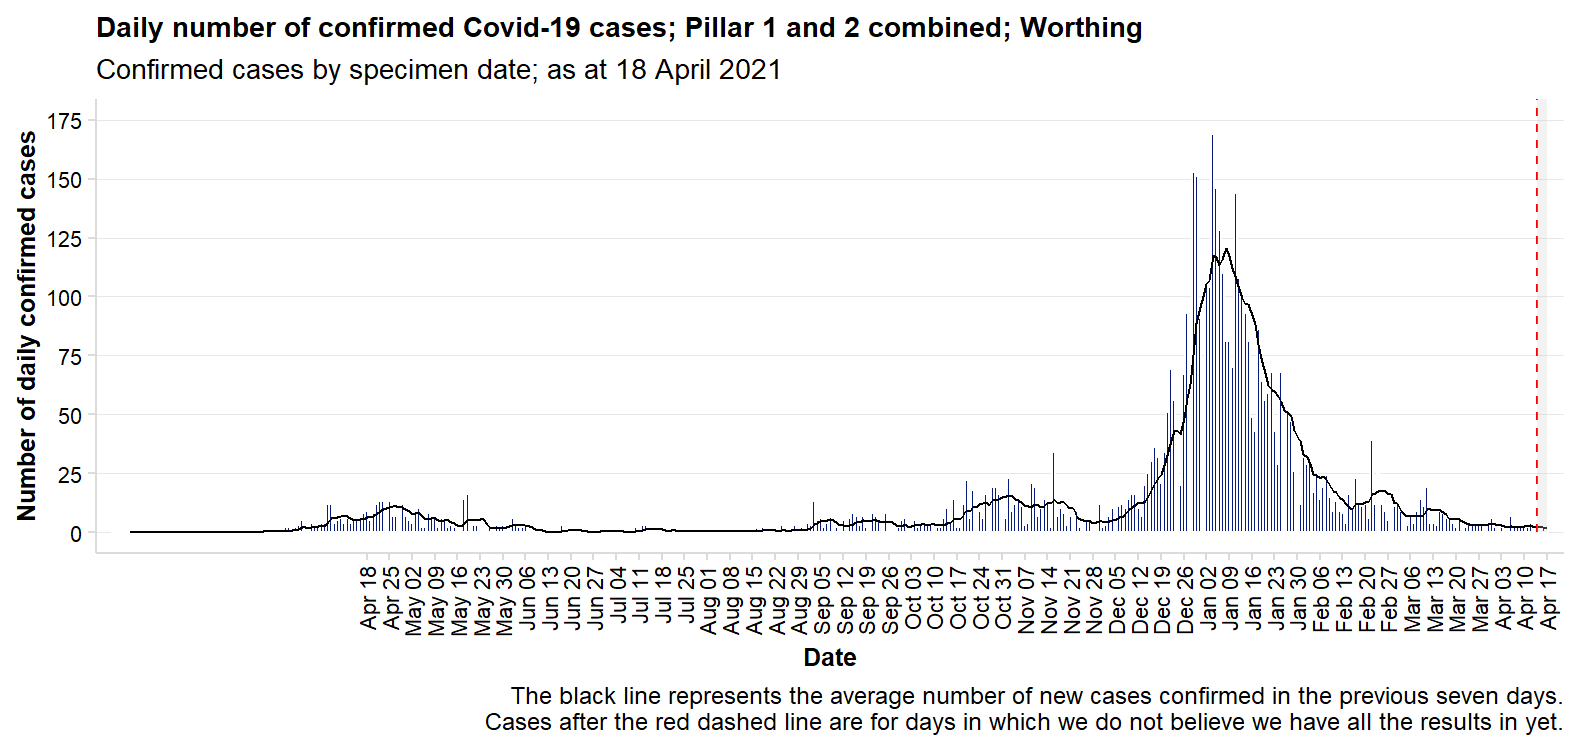 Daily number of confirmed Covid-19 cases; Pillar 1 and 2 combined; Worthing
Confirmed cases by specimen date; as at 18 April 2021
Number of daily confirmed cases
175
150
125
100
75
50
25
0
Apr 18
Apr 25
May 02
May 09
May 16
May 23
May 30
Jun 06
Jun 13
Jun 20
Jun 27
Jul 04
Jul 11
Jul 18
Jul 25
Aug 01
Aug 08
Aug 15
Aug 22
Aug 29
Sep 05
Sep 12
Sep 19
Sep 26
Oct 03
Oct 10
Oct 17
Oct 24
Oct 31
Nov 07
Nov 14
Nov 21
Nov 28
Dec 05
Dec 12
Dec 19
Dec 26
Jan 02
Jan 09
Jan 16
Jan 23
Jan 30
Feb 06
Feb 13
Feb 20
Feb 27
Mar 06
Mar 13
Mar 20
Mar 27
Apr 03
Apr 10
Apr 17
Date
The black line represents the average number of new cases confirmed in the previous seven days.
Cases after the red dashed line are for days in which we do not believe we have all the results in yet.